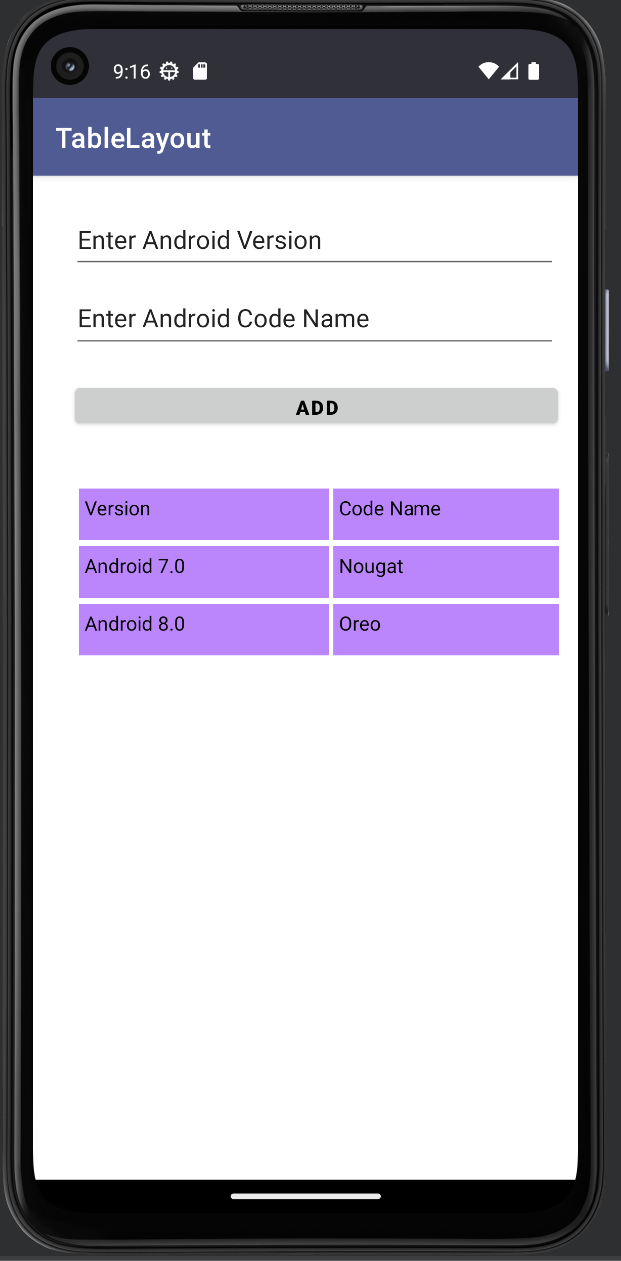 9:16
TableLayout
Enter Android Version
Enter Android Code Name
ADD
Version Code Name
Android 7.0 Nougat
Android 8.0 Oreo